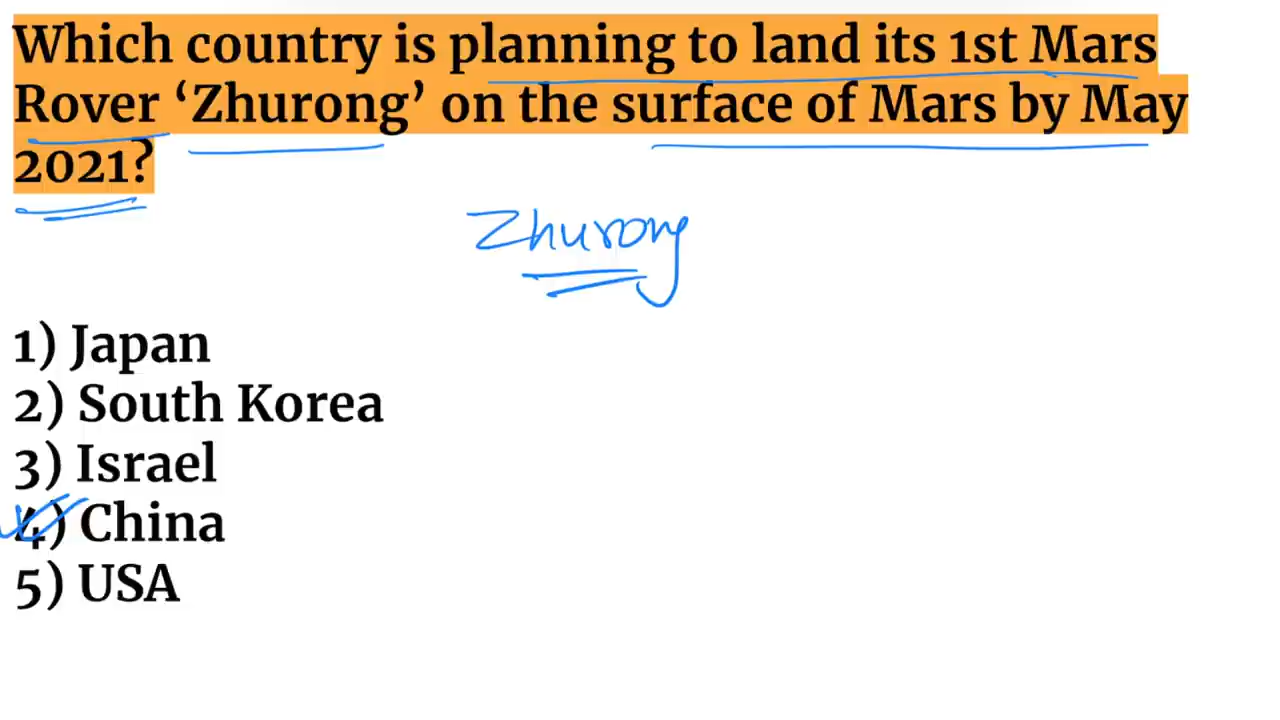 Which country is planning to land its 1st Mars
Rover ‘Zhurong’ on the surface of Mars by May
2021?
Zhurong
1) Japan
2) South Korea
3) Israel
4) China
5) USA